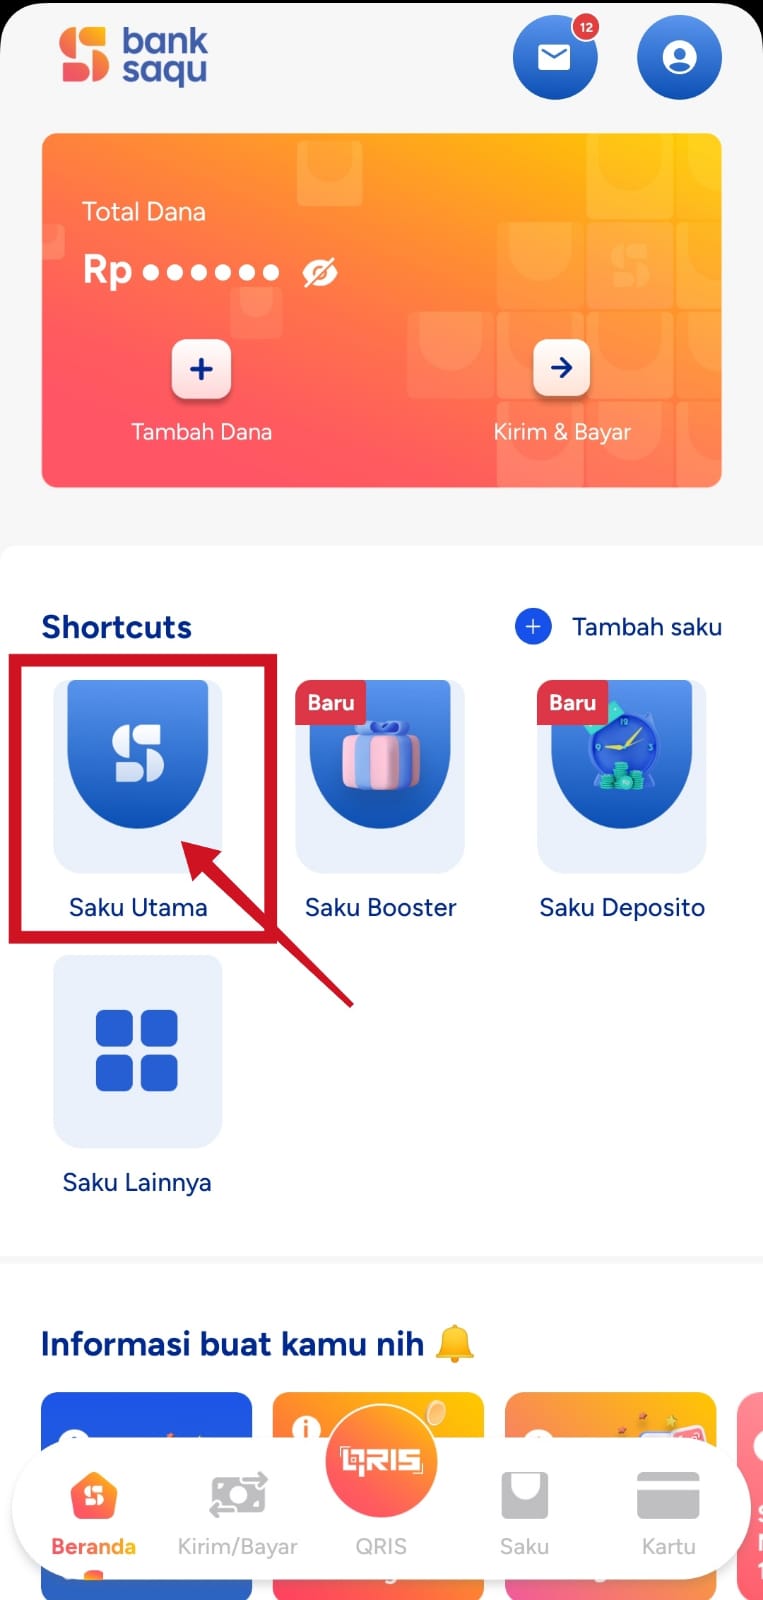 bank
saqu
12
Total Dana
Rp ••••••
Tambah Dana
Kirim & Bayar
Shortcuts
Tambah saku
Baru
Baru
Saku Utama
Saku Booster
Saku Deposito
Saku Lainnya
Informasi buat kamu nih
QRIS
Beranda
Kirim/Bayar
QRIS
Saku
Kartu